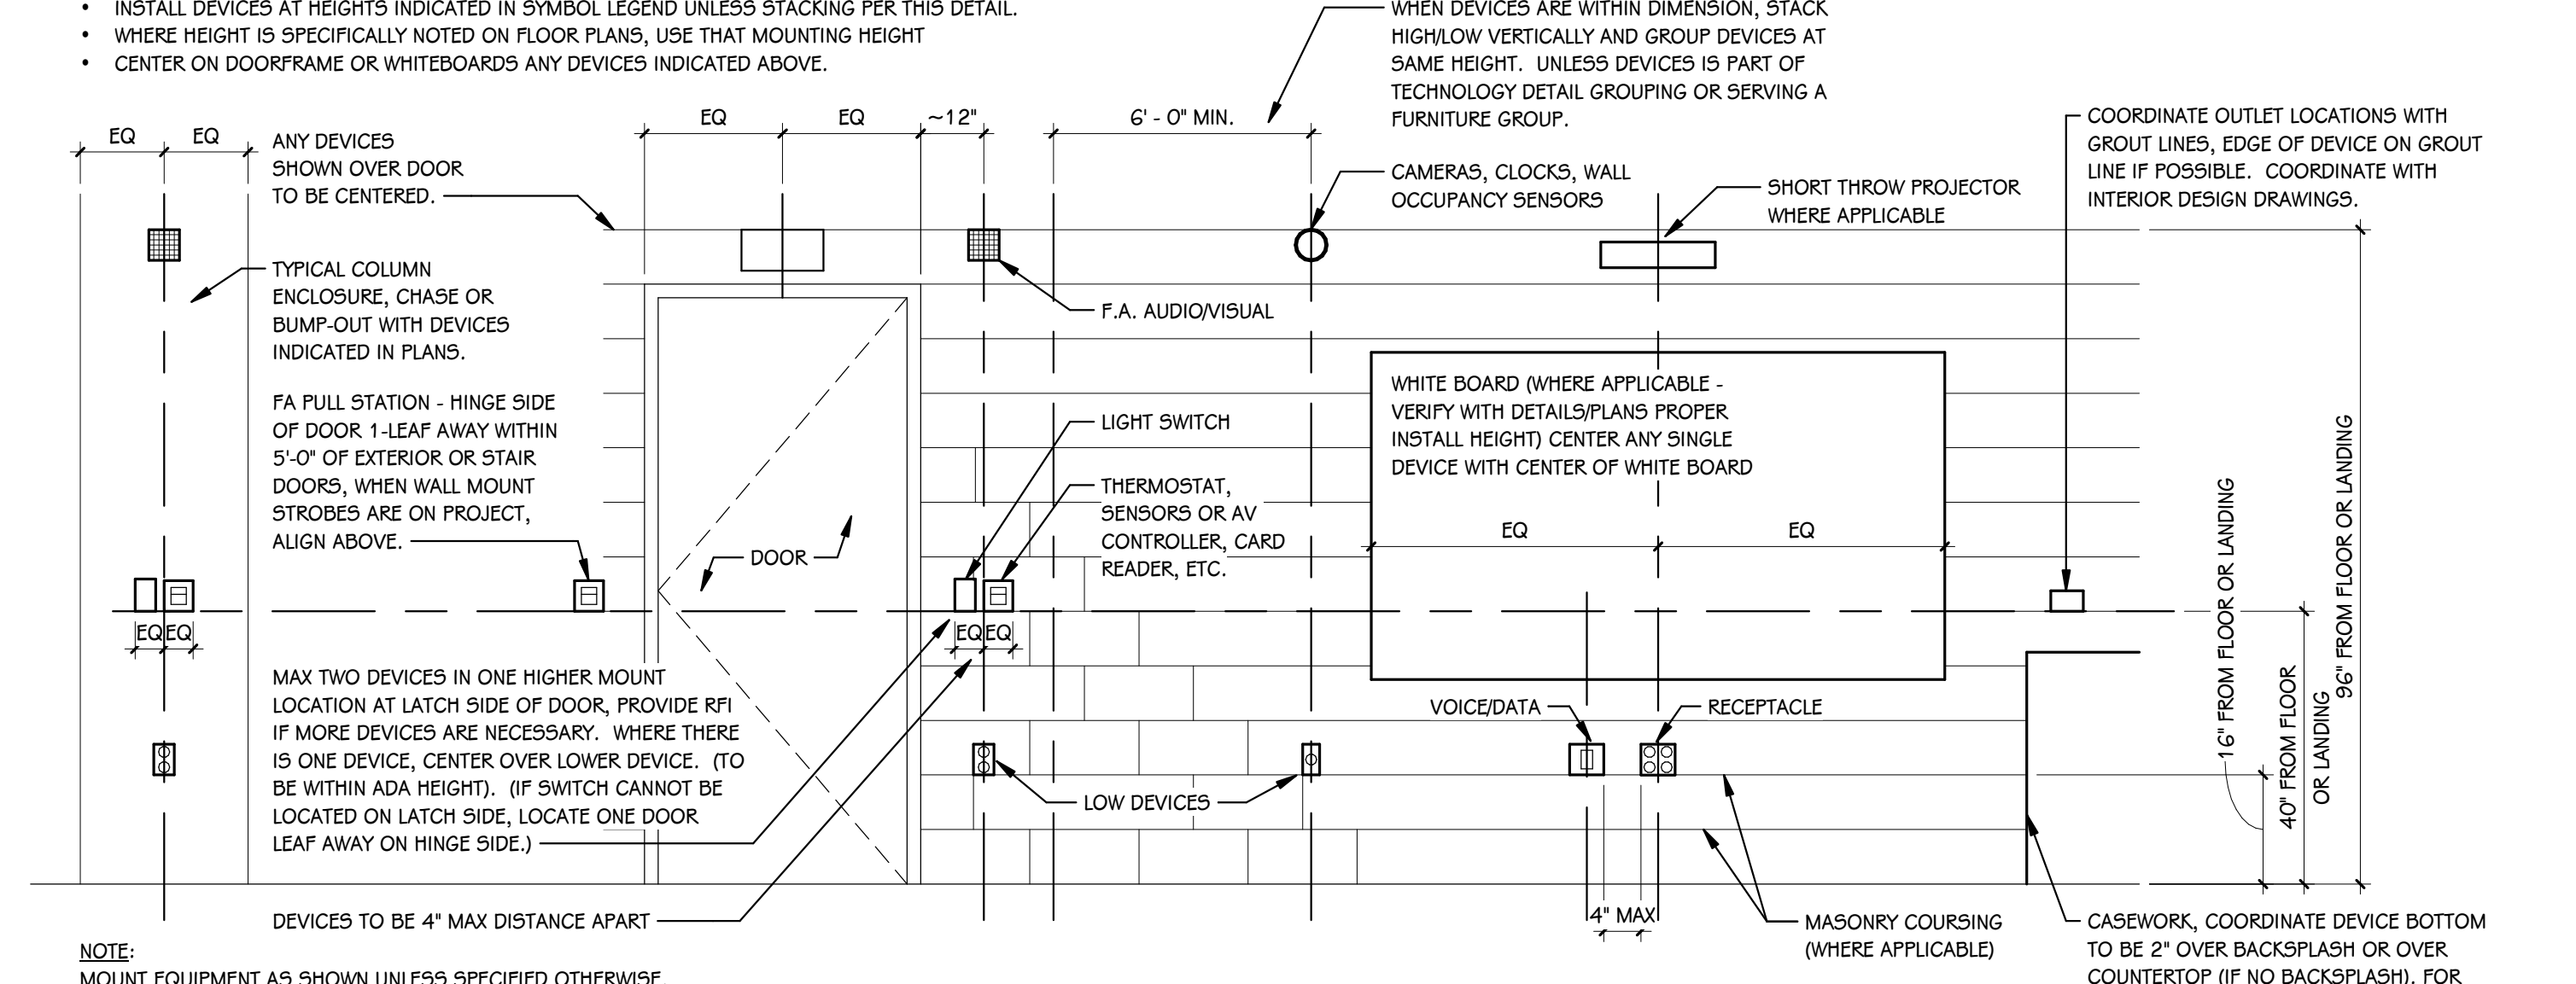 • INSTALL DEVICES AT HEIGHTS INDICATED IN SYMBOL LEGEND UNLESS STACKING PER THIS DETAIL.
• WHERE HEIGHT IS SPECIFICALLY NOTED ON FLOOR PLANS, USE THAT MOUNTING HEIGHT
• CENTER ON DOORFRAME OR WHITEBOARDS ANY DEVICES INDICATED ABOVE.
WHEN DEVICES ARE WITHIN DIMENSION, STACK
HIGH/LOW VERTICALLY AND GROUP DEVICES AT
SAME HEIGHT. UNLESS DEVICES IS PART OF
TECHNOLOGY DETAIL GROUPING OR SERVING A
FURNITURE GROUP.
EQ
EQ
ANY DEVICES
SHOWN OVER DOOR
TO BE CENTERED.
EQ
EQ
~12"
6' - 0" MIN.
COORDINATE OUTLET LOCATIONS WITH
GROUT LINES, EDGE OF DEVICE ON GROUT
LINE IF POSSIBLE. COORDINATE WITH
INTERIOR DESIGN DRAWINGS.
CAMERAS, CLOCKS, WALL
OCCUPANCY SENSORS
SHORT THROW PROJECTOR
WHERE APPLICABLE
TYPICAL COLUMN
ENCLOSURE, CHASE OR
BUMP-OUT WITH DEVICES
INDICATED IN PLANS.
F.A. AUDIO/VISUAL
FA PULL STATION - HINGE SIDE
OF DOOR 1-LEAF AWAY WITHIN
5'-0" OF EXTERIOR OR STAIR
DOORS, WHEN WALL MOUNT
STROBES ARE ON PROJECT,
ALIGN ABOVE.
DOOR
LIGHT SWITCH
THERMOSTAT,
SENSORS OR AV
CONTROLLER, CARD
READER, ETC.
WHITE BOARD (WHERE APPLICABLE -
VERIFY WITH DETAILS/PLANS PROPER
INSTALL HEIGHT) CENTER ANY SINGLE
DEVICE WITH CENTER OF WHITE BOARD
EQ
EQ
EQ
EQ
EQ
EQ
16" FROM FLOOR OR LANDING
40" FROM FLOOR
OR LANDING
96" FROM FLOOR OR LANDING
MAX TWO DEVICES IN ONE HIGHER MOUNT
LOCATION AT LATCH SIDE OF DOOR, PROVIDE RFI
IF MORE DEVICES ARE NECESSARY. WHERE THERE
IS ONE DEVICE, CENTER OVER LOWER DEVICE. (TO
BE WITHIN ADA HEIGHT). (IF SWITCH CANNOT BE
LOCATED ON LATCH SIDE, LOCATE ONE DOOR
LEAF AWAY ON HINGE SIDE.)
VOICE/DATA
RECEPTACLE
LOW DEVICES
DEVICES TO BE 4" MAX DISTANCE APART
4" MAX
MASONRY COURSING
(WHERE APPLICABLE)
CASEWORK, COORDINATE DEVICE BOTTOM
TO BE 2" OVER BACKSPLASH OR OVER
COUNTERTOP (IF NO BACKSPLASH). FOR
NOTE:
MOUNT EQUIPMENT AS SHOWN UNLESS SPECIFIED OTHERWISE.